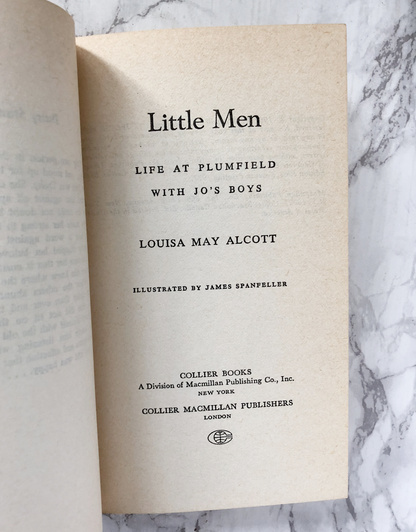 Little Men
LIFE AT PLUMFIELD
WITH JO'S BOYS
LOUISA MAY ALCOTT
ILLUSTRATED BY JAMES SPANFELLER
COLLIER BOOKS
A Division of Macmillan Publishing Co., Inc.
NEW YORK
COLLIER MACMILLAN PUBLISHERS
LONDON